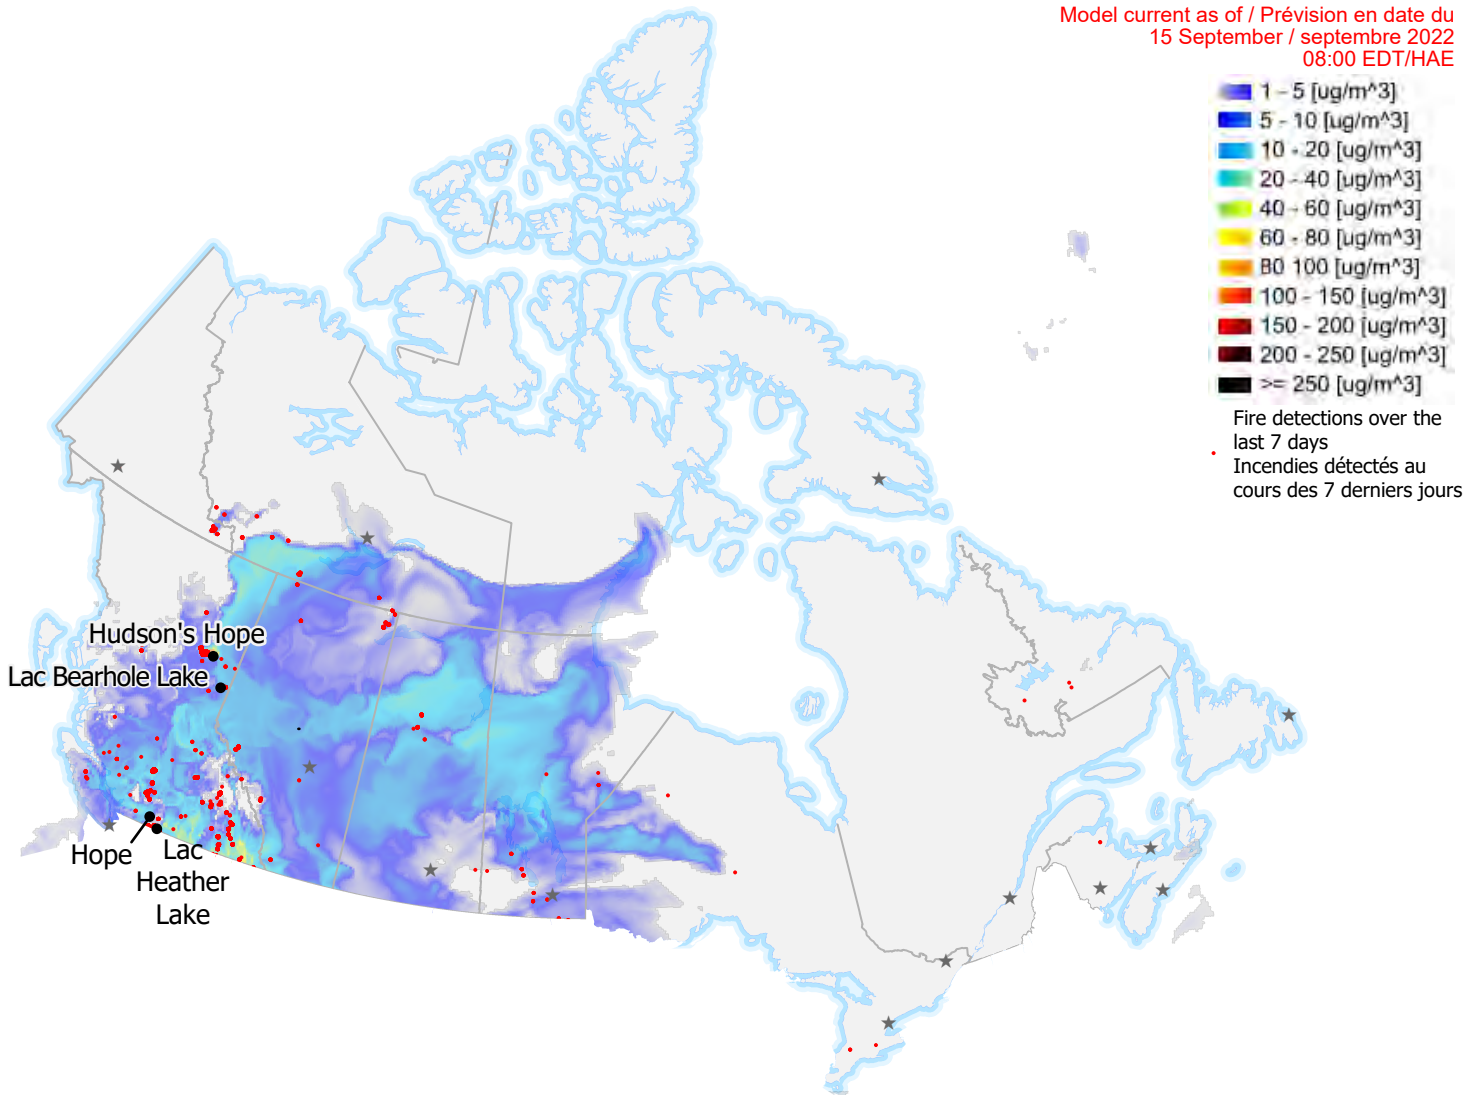 Model current as of / Prévision en date du
15 September / septembre 2022
08:00 EDT/HAE
1 - 5 [ug/m^3]
5 - 10 [ug/m^3]
10 - 20 [ug/m^3]
20 - 40 [ug/m^3]
40 - 60 [ug/m^3]
60 - 80 [ug/m^3]
80 100 [ug/m^3]
100 - 150 [ug/m^3]
150 - 200 [ug/m^3]
200 - 250 [ug/m^3]
>= 250 [ug/m^3]
Fire detections over the
last 7 days
Incendies détectés au
cours des 7 derniers jours
Hudson's Hope
Lac Bearhole Lake
Hope
Lac
Heather
Lake